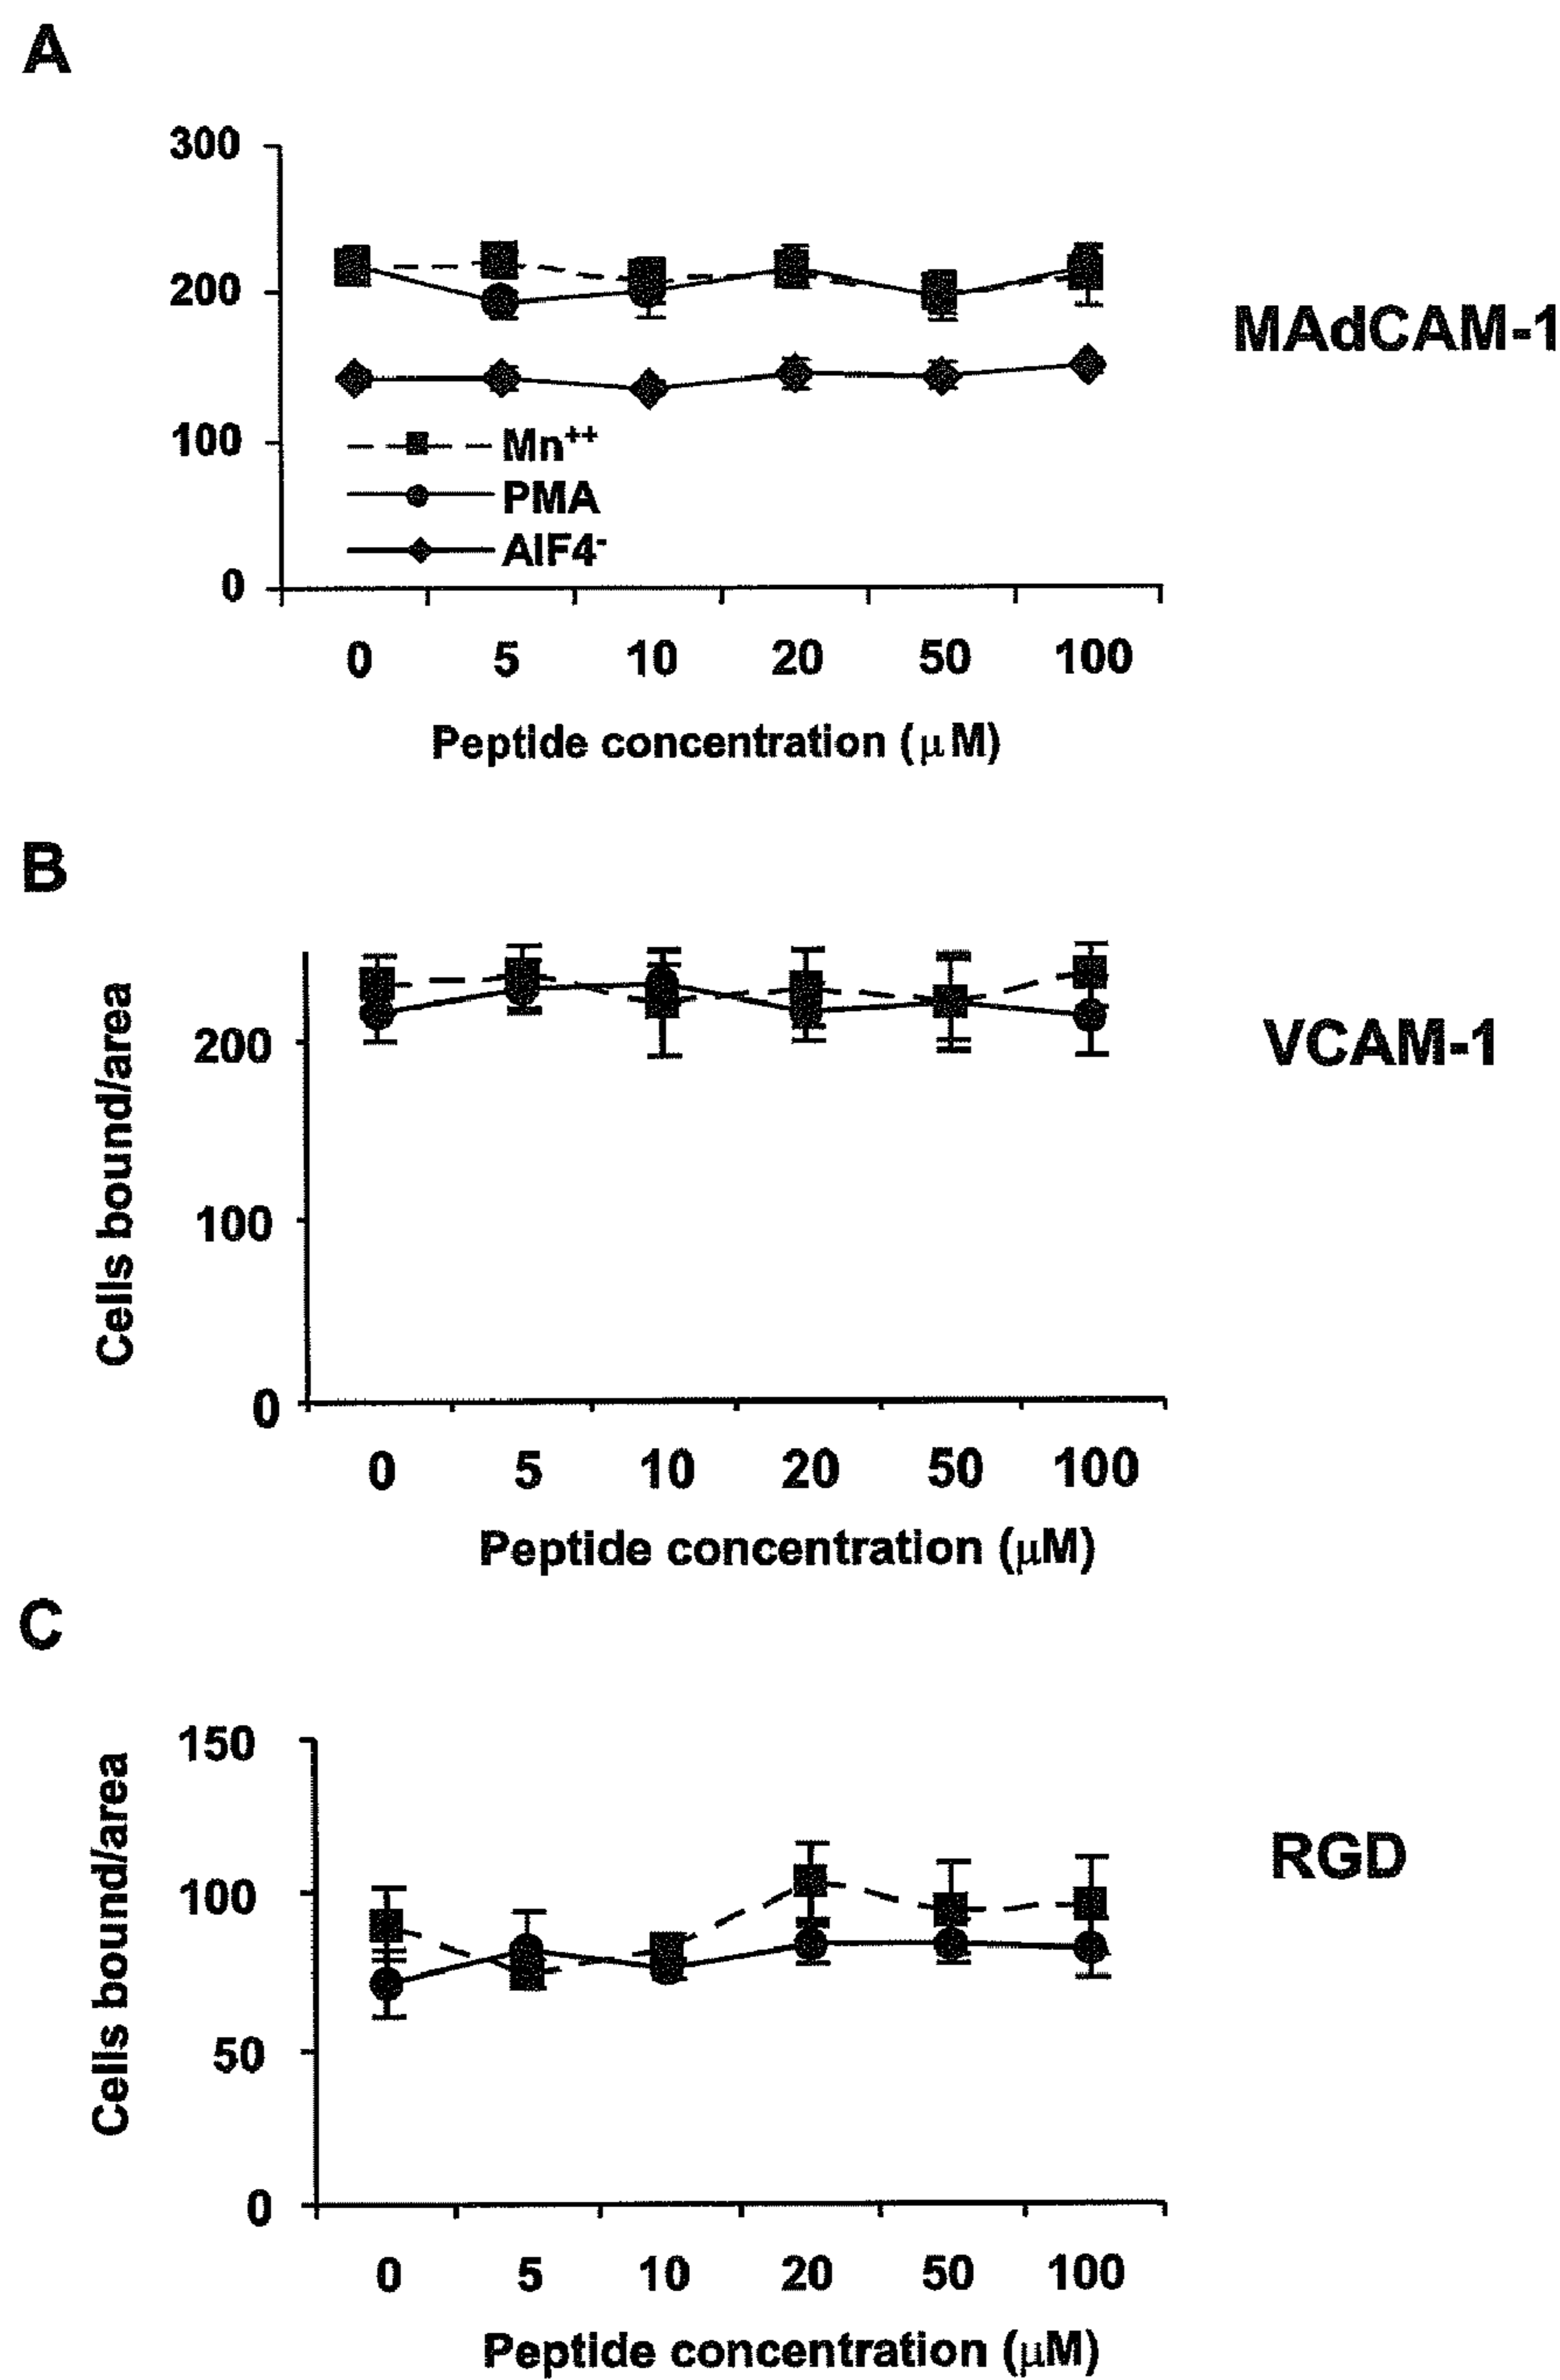 A
300
200
100
0
Mn++
PMA
AlF4-
MAdCAM-1
0 5 10 20 50 100
Peptide concentration (μM)
B
Cells bound/area
200
100
0
VCAM-1
0 5 10 20 50 100
Peptide concentration (μM)
C
Cells bound/area
150
100
50
0
RGD
0 5 10 20 50 100
Peptide concentration (μM)